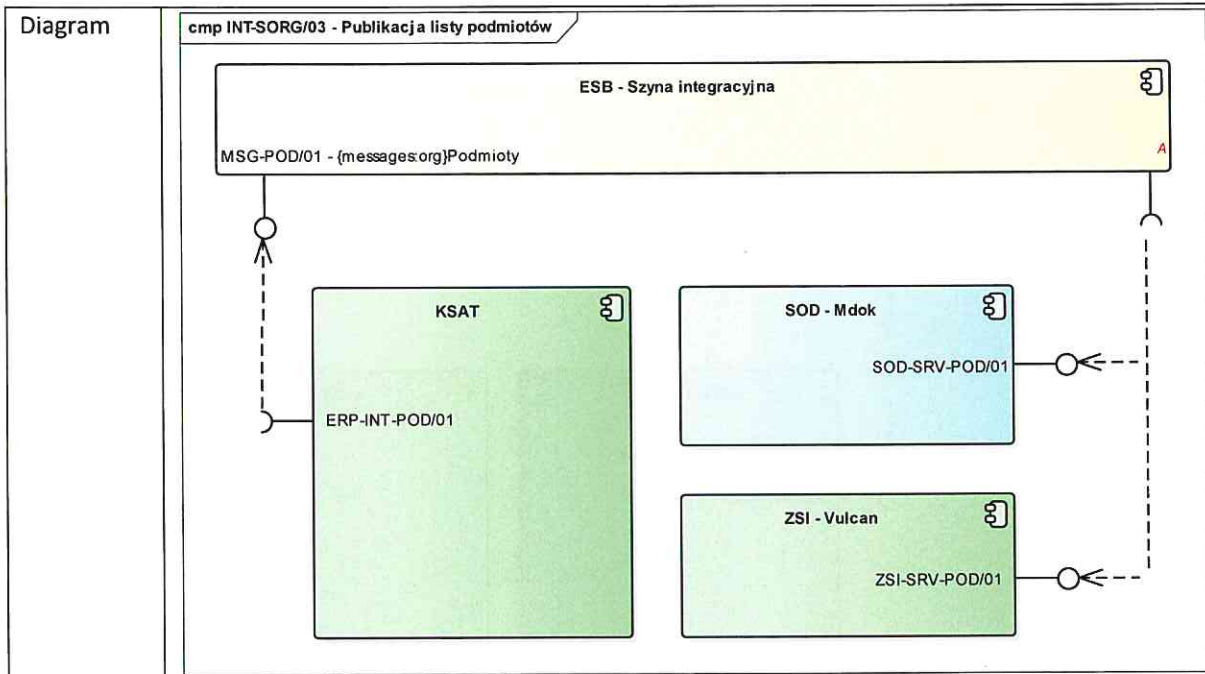 Diagram
cmp INT-SORG/03 - Publikacja listy podmiotów
ESB - Szyna integracyjna
MSG-POD/01 - {messages:org}Podmioty
A
KSAT
ERP-INT-POD/01
SOD - Mdok
SOD-SRV-POD/01
ZSI - Vulcan
ZSI-SRV-POD/01